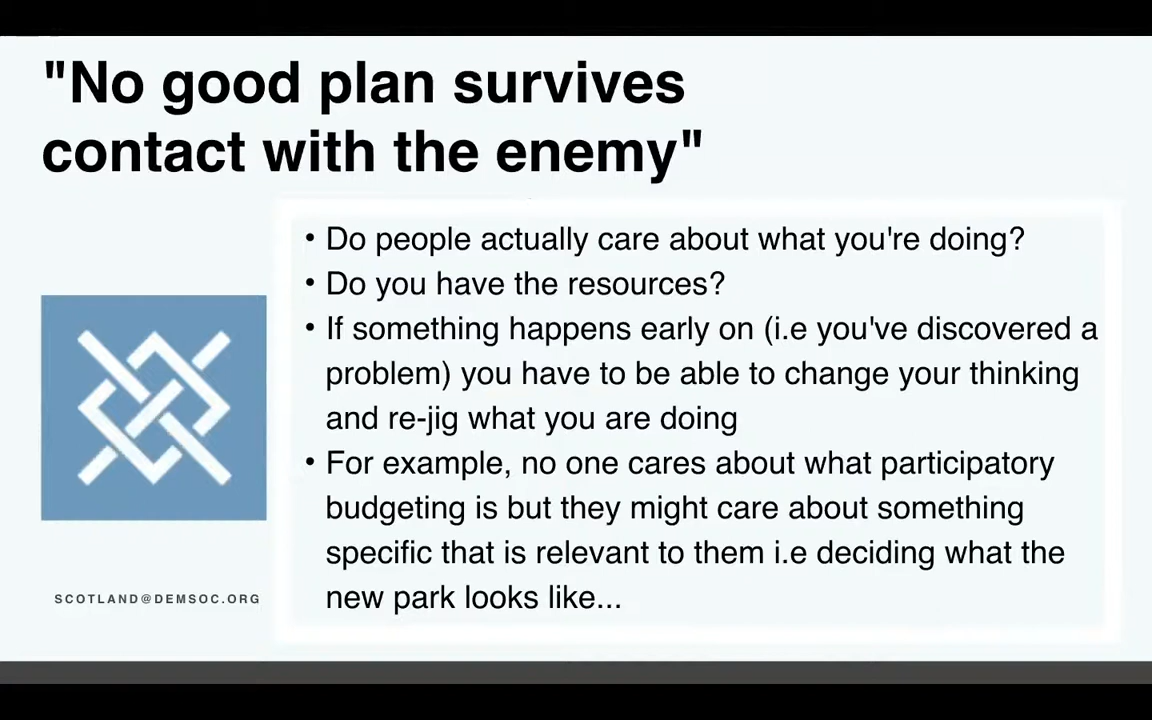 "No good plan survives
contact with the enemy"
• Do people actually care about what you're doing?
• Do you have the resources?
• If something happens early on (i.e you've discovered a
problem) you have to be able to change your thinking
and re-jig what you are doing
• For example, no one cares about what participatory
budgeting is but they might care about something
specific that is relevant to them i.e deciding what the
new park looks like...
SCOTLAND@DEMSOC.ORG